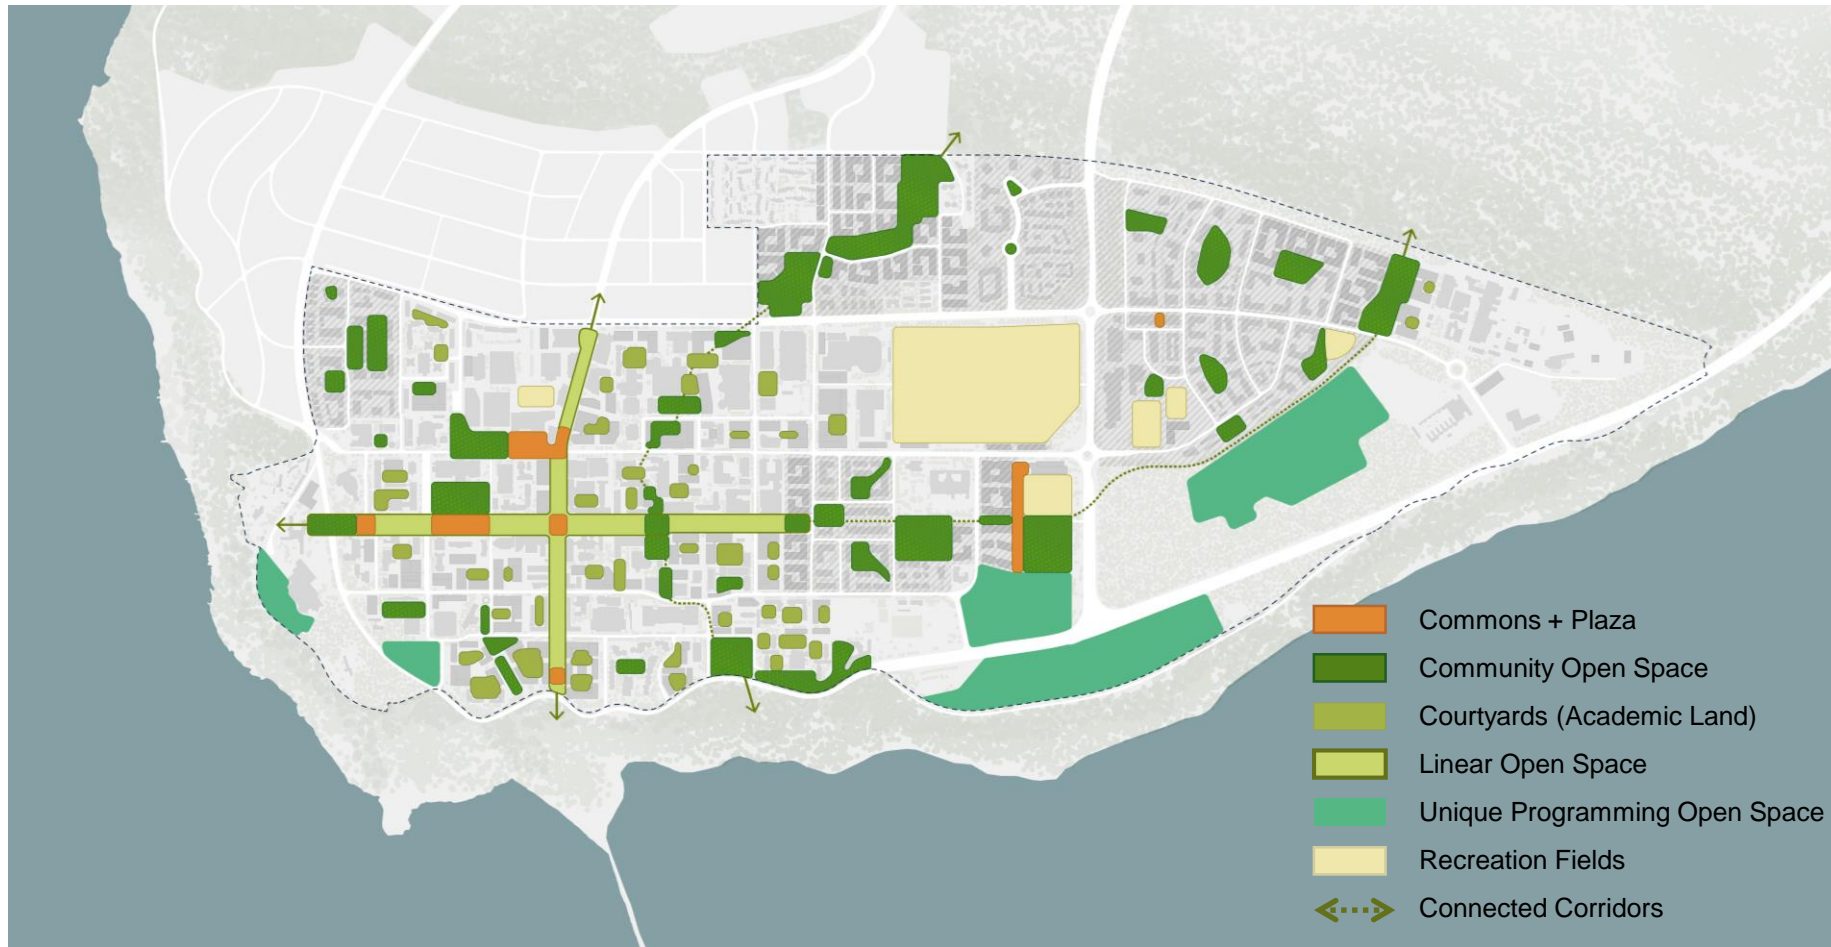 Commons + Plaza
Community Open Space
Courtyards (Academic Land)
Linear Open Space
Unique Programming Open Space
Recreation Fields
Connected Corridors